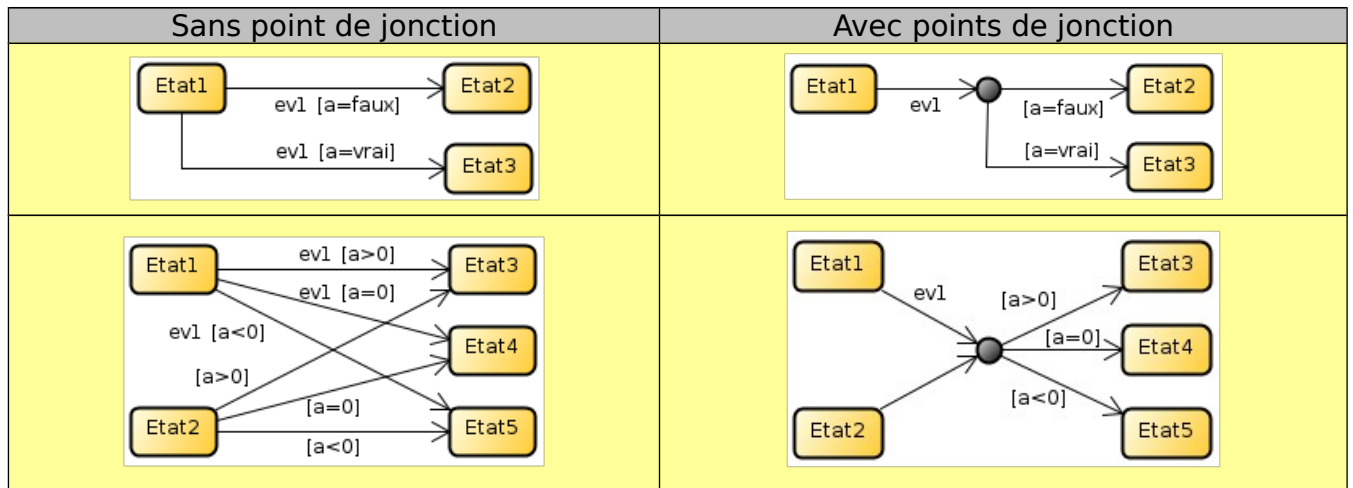 Sans point de jonction
Avec points de jonction
Etat1
Etat2
ev1 [a=faux]
ev1 [a=vrai]
Etat3
Etat1
Etat2
ev1
[a=faux]
[a=vrai]
Etat3
Etat1
ev1 [a>0]
Etat3
ev1 [a=0]
ev1 [a<0]
Etat4
[a>0]
[a=0]
Etat2
Etat5
[a<0]
Etat1
Etat3
ev1
[a>0]
[a=0]
Etat4
[a<0]
Etat2
Etat5